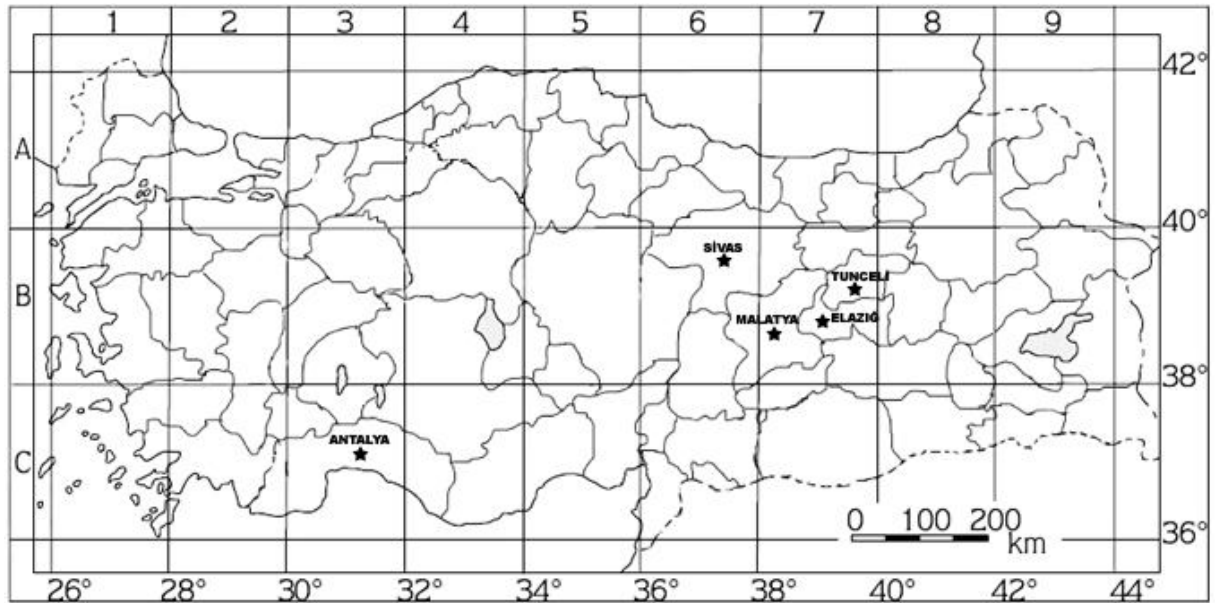 1 2 3 4 5 6 7 8 9
42°
A
40°
SİVAS
TUNCELİ
B
MALATYA ELAZIĞ
38°
ANTALYA
C
0 100 200
km
36°
26° 28° 30° 32° 34° 36° 38° 40° 42° 44°